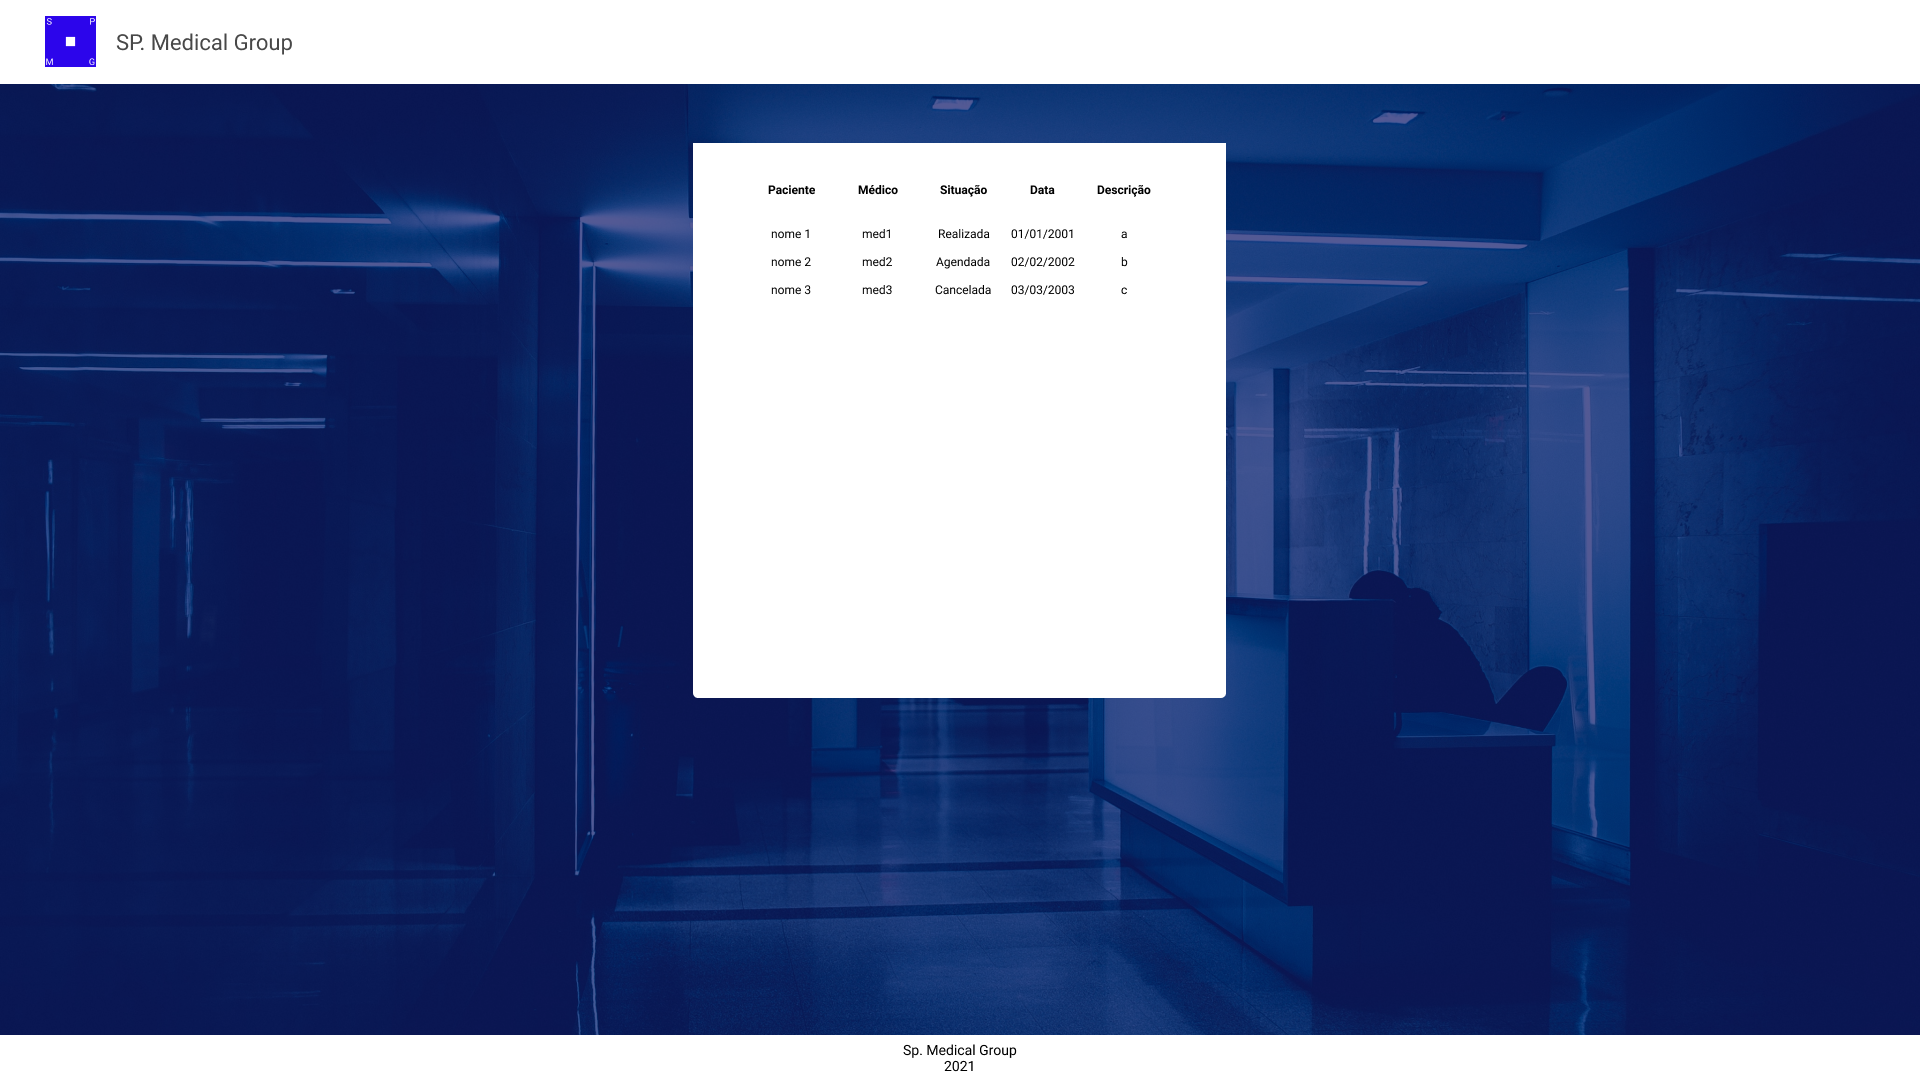 S P
M G
SP. Medical Group
Paciente Médico Situação Data Descrição
nome 1 med1 Realizada 01/01/2001 a
nome 2 med2 Agendada 02/02/2002 b
nome 3 med3 Cancelada 03/03/2003 c
Sp. Medical Group
2021